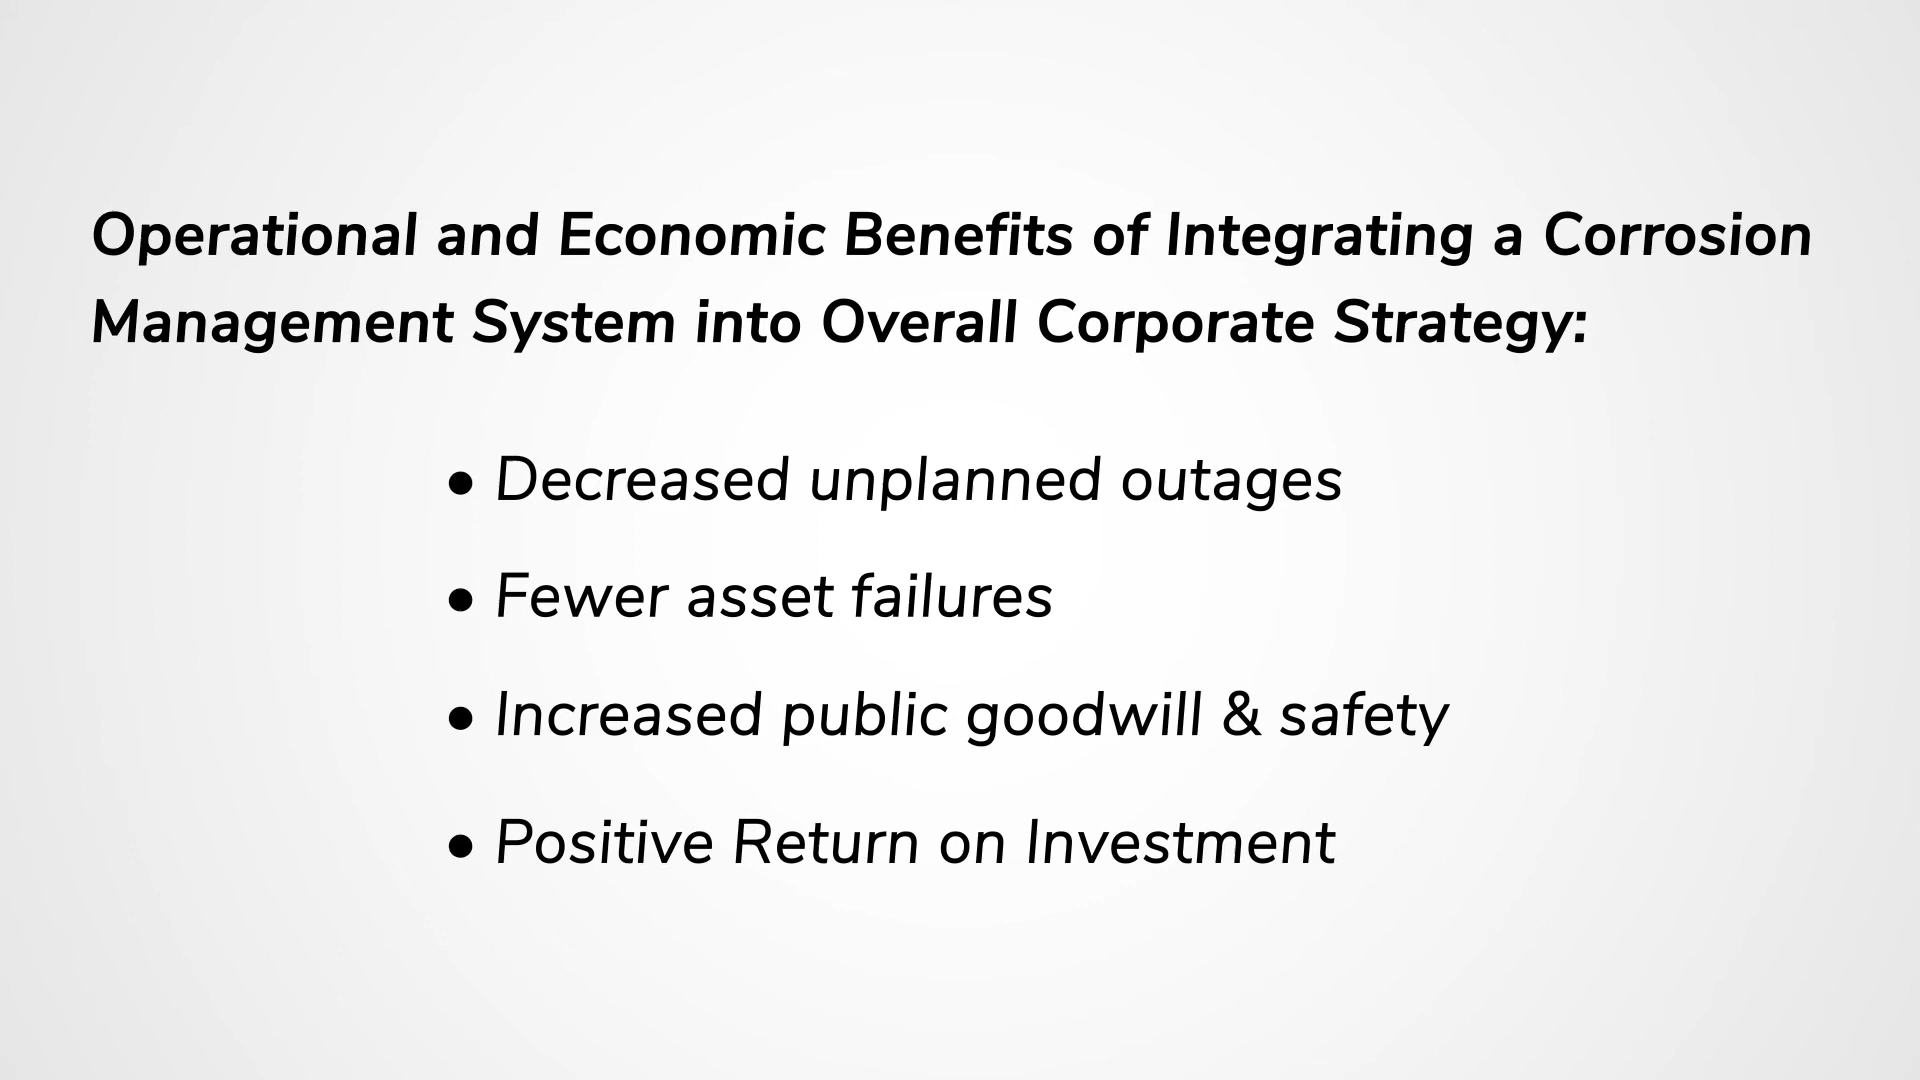 Operational and Economic Benefits of Integrating a Corrosion
Management System into Overall Corporate Strategy:
• Decreased unplanned outages
• Fewer asset failures
• Increased public goodwill & safety
• Positive Return on Investment